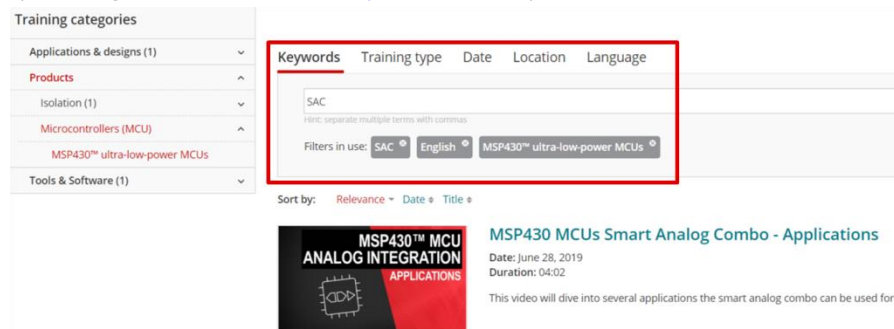 Training categories
Applications & designs (1)
Products
Isolation (1)
Microcontrollers (MCU)
MSP430™ ultra-low-power MCUs
Tools & Software (1)
Keywords Training type Date Location Language
SAC
Hint: separate multiple terms with commas
Filters in use: SAC English MSP430™ ultra-low-power MCUs
Sort by: Relevance Date Title
MSP430™ MCU
ANALOG INTEGRATION
APPLICATIONS
MSP430 MCUs Smart Analog Combo - Applications
Date: June 28, 2019
Duration: 04:02
This video will dive into several applications the smart analog combo can be used for